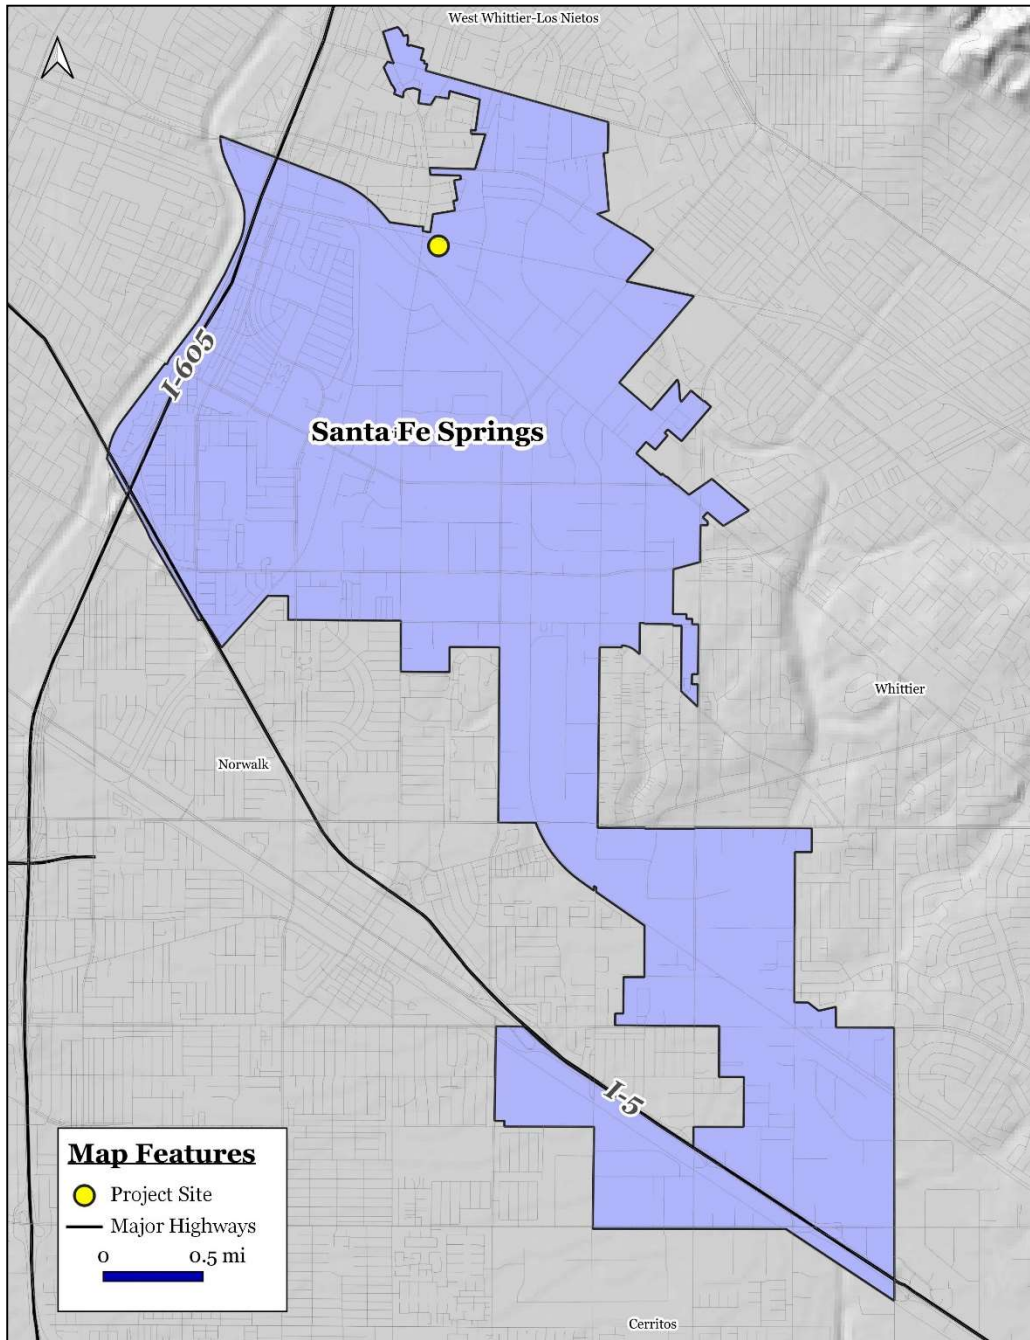 West Whittier-Los Nietos
I-605
Santa Fe Springs
Whittier
Norwalk
I-5
Map Features
Project Site
Major Highways
0 0.5 mi
Cerritos